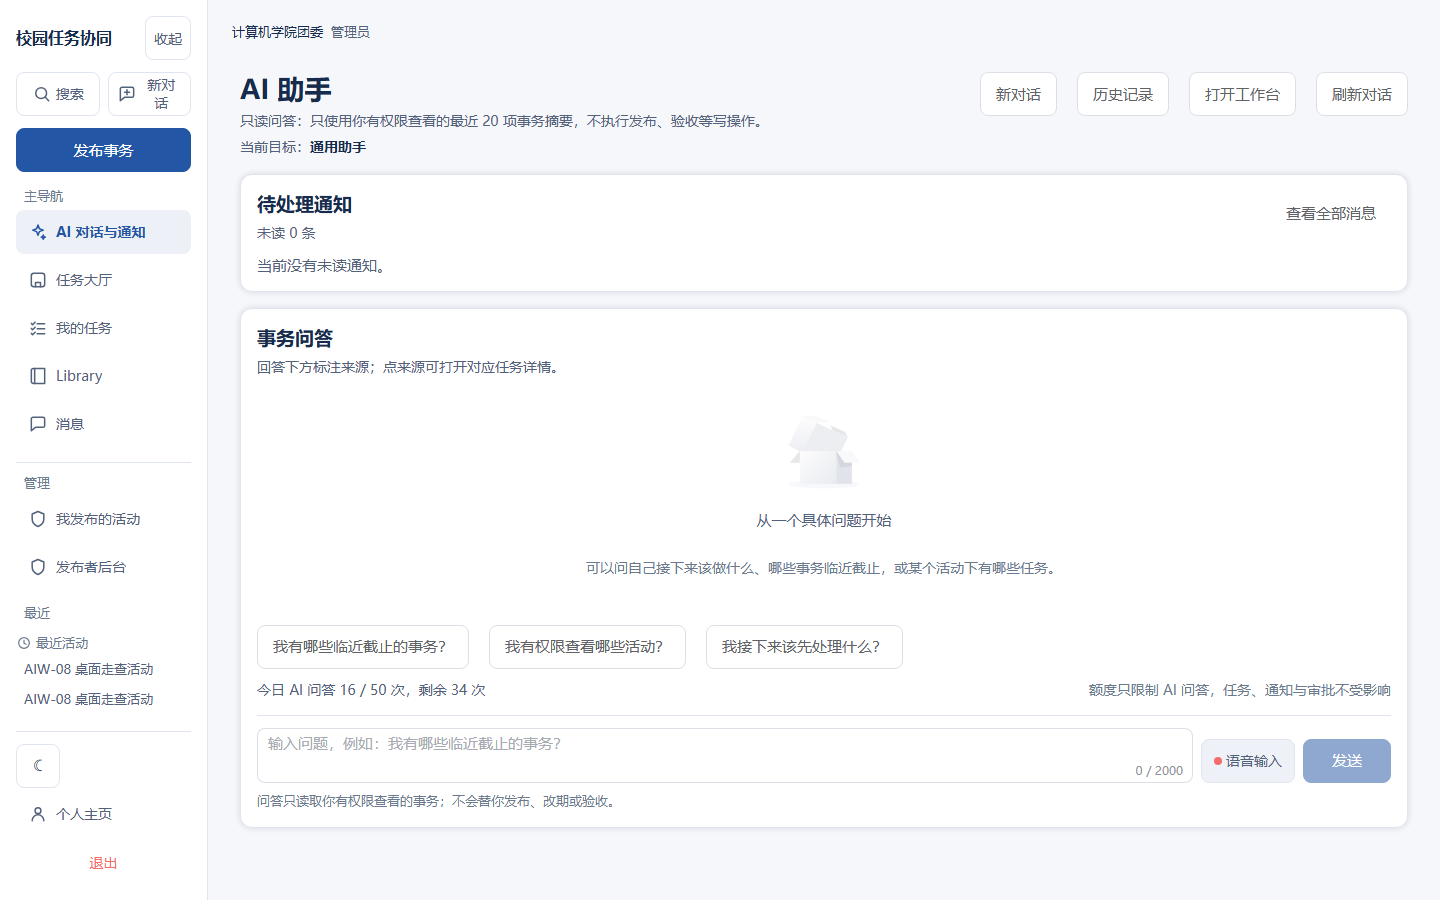 校园任务协同
收起
搜索
新对
话
发布事务
主导航
AI 对话与通知
任务大厅
我的任务
Library
消息
管理
我发布的活动
发布者后台
最近
最近活动
AIW-08 桌面走查活动
AIW-08 桌面走查活动
个人主页
退出
计算机学院团委 管理员
AI 助手
只读问答：只使用你有权限查看的最近 20 项事务摘要，不执行发布、验收等写操作。
当前目标：通用助手
新对话
历史记录
打开工作台
刷新对话
待处理通知
未读 0 条
当前没有未读通知。
查看全部消息
事务问答
回答下方标注来源；点来源可打开对应任务详情。
从一个具体问题开始
可以问自己接下来该做什么、哪些事务临近截止，或某个活动下有哪些任务。
我有哪些临近截止的事务？
我有权限查看哪些活动？
我接下来该先处理什么？
今日 AI 问答 16 / 50 次，剩余 34 次
额度只限制 AI 问答，任务、通知与审批不受影响
输入问题，例如：我有哪些临近截止的事务？
0 / 2000
语音输入
发送
问答只读取你有权限查看的事务；不会替你发布、改期或验收。